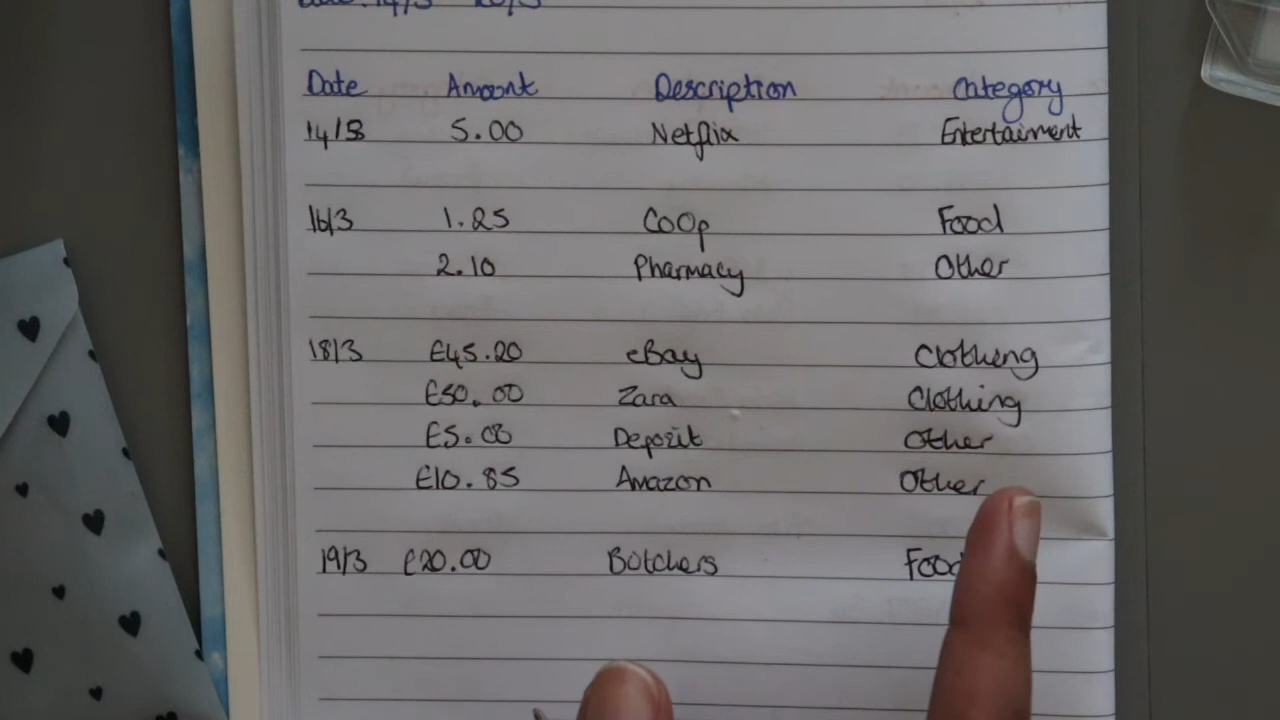 Date Amount Description Category
14/3 5.00 Netflix Entertainment
16/3 1.25 CoOp Food
2.10 Pharmacy Other
18/3 £45.20 eBay Clothing
£50.00 Zara Clothing
£5.00 Deposit Other
£10.85 Amazon Other
19/3 £20.00 Butchers Food